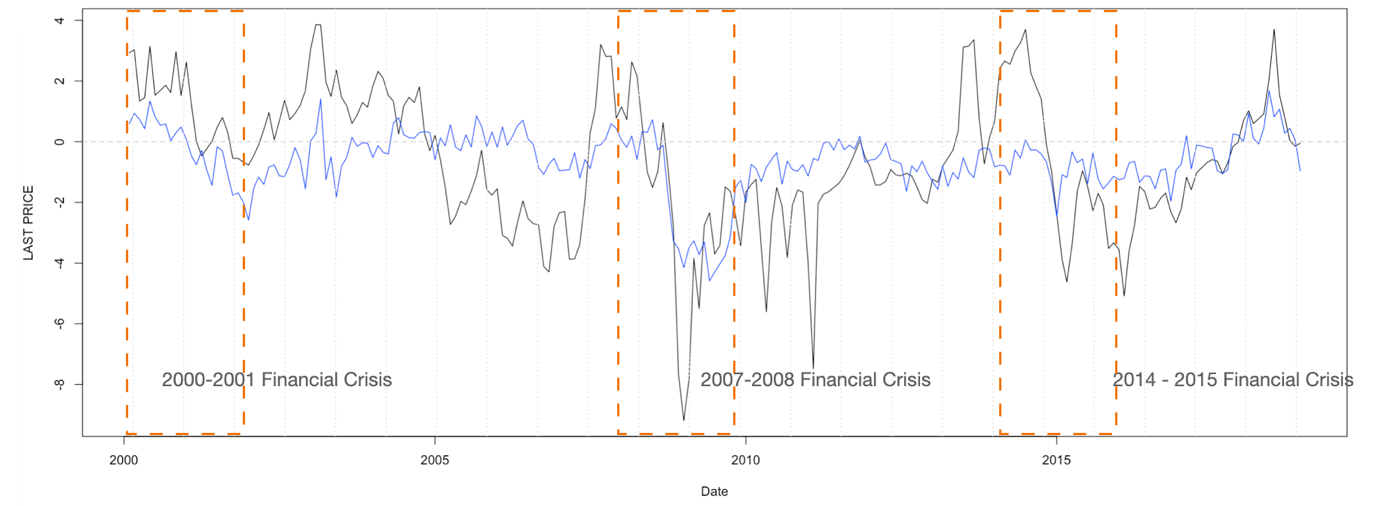 4
2
0
-2
-4
-6
-8
LAST PRICE
2000-2001 Financial Crisis
2007-2008 Financial Crisis
2014 - 2015 Financial Crisis
2000
2005
2010
2015
Date